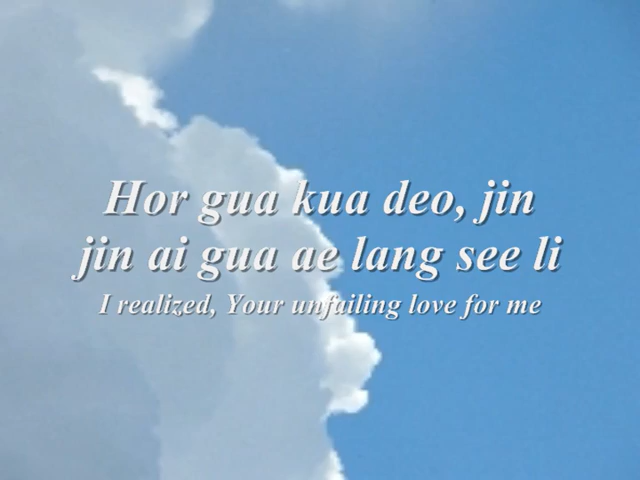 Hor gua kua deo, jin
jin ai gua ae lang see li
I realized, Your unfailing love for me